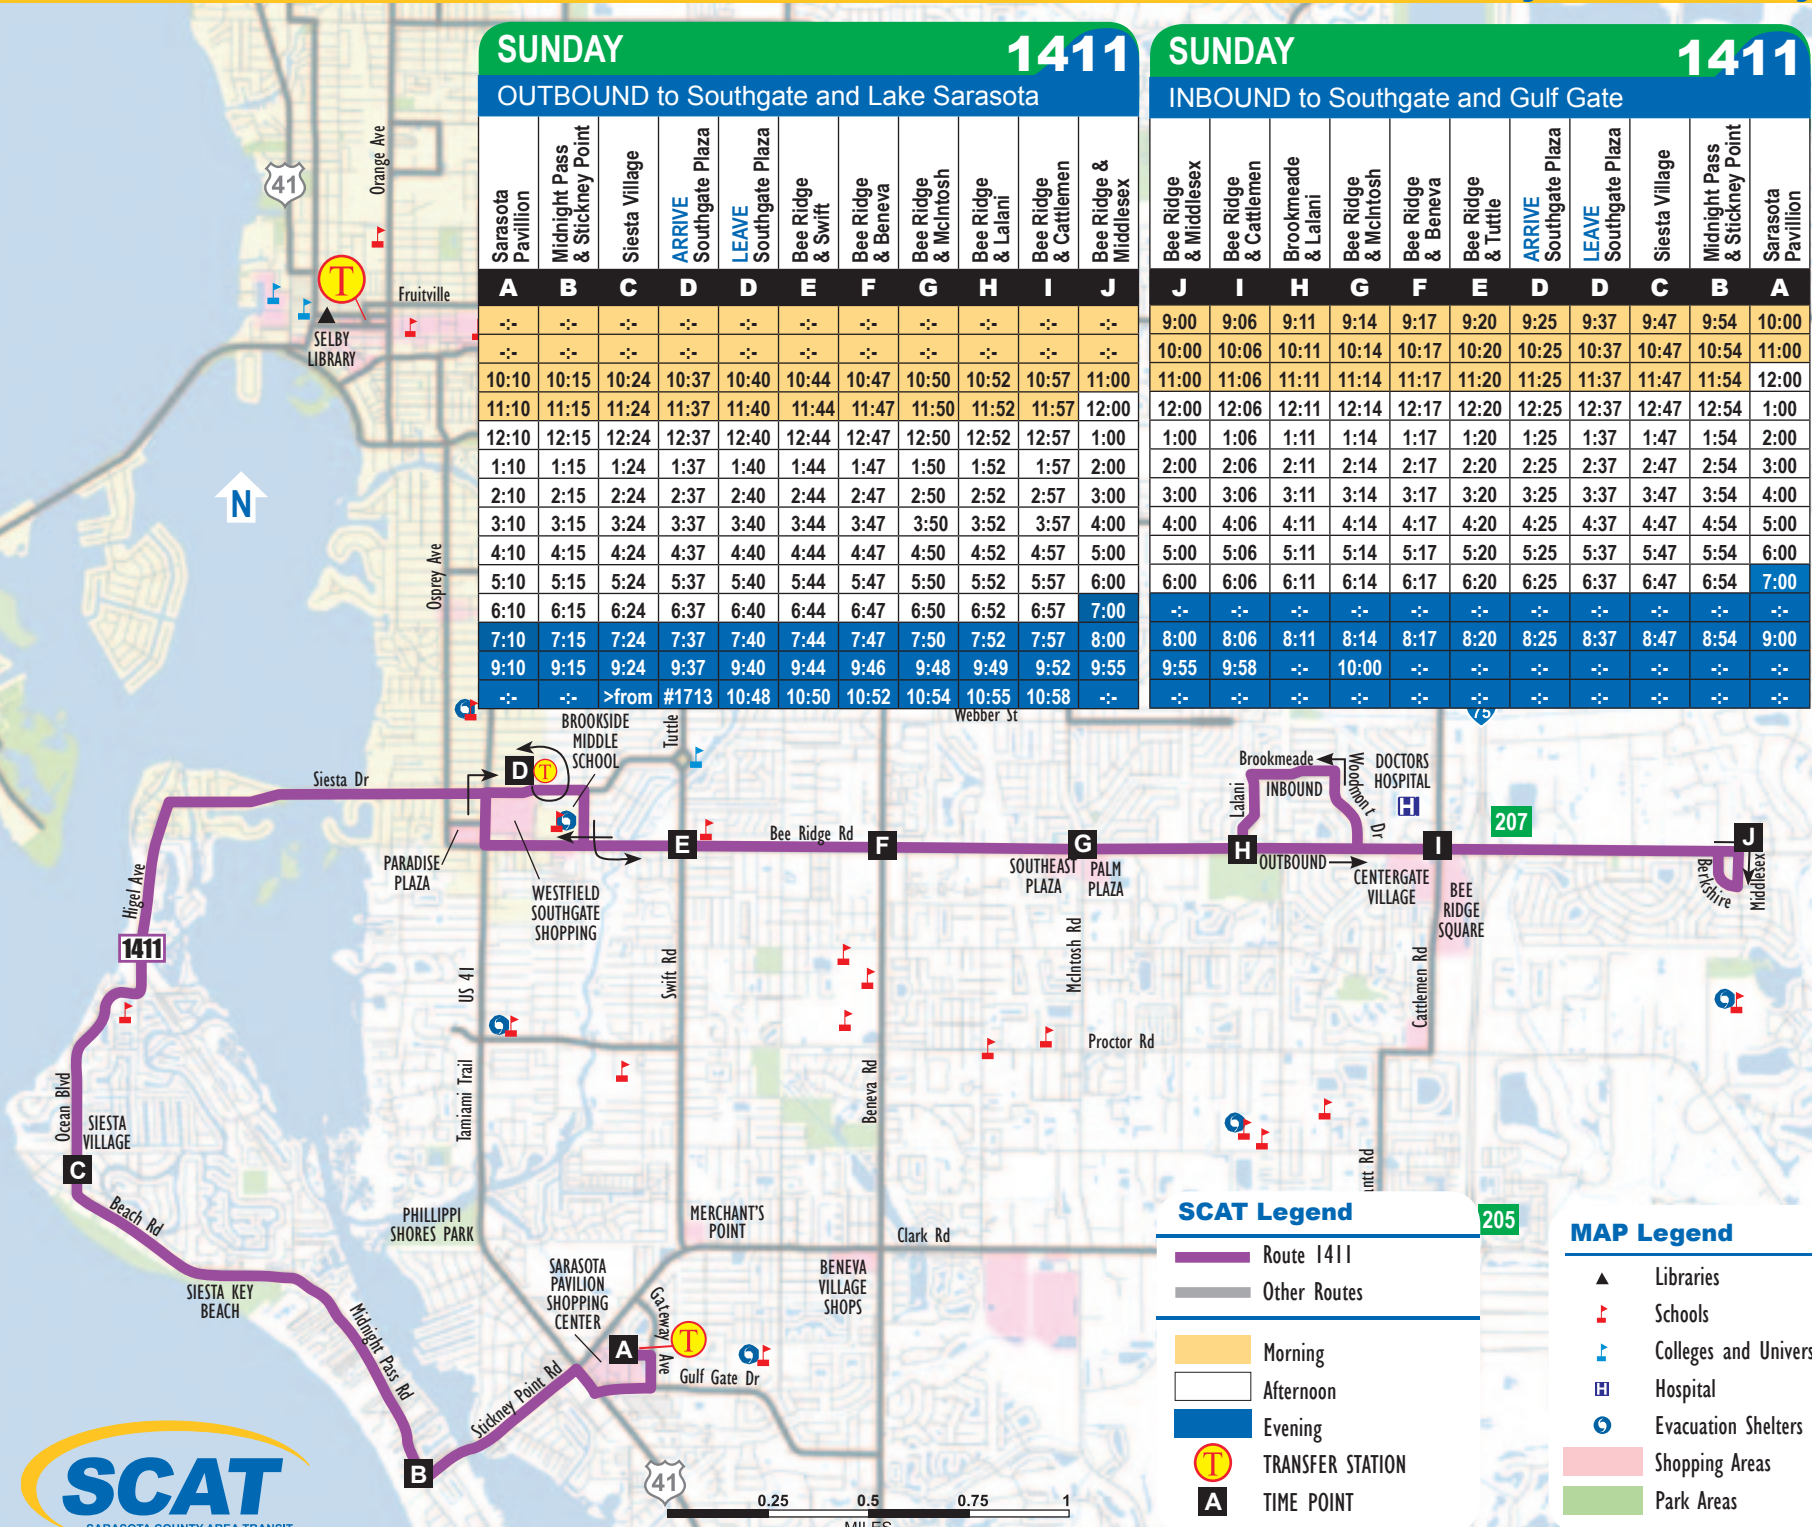 SUNDAY 1411
OUTBOUND to Southgate and Lake Sarasota
Sarasota Pavillion
Midnight Pass & Stickney Point
Siesta Village
ARRIVE Southgate Plaza
LEAVE Southgate Plaza
Bee Ridge & Swift
Bee Ridge & Beneva
Bee Ridge & McIntosh
Bee Ridge & Lalani
Bee Ridge & Cattlemen
Bee Ridge & Middlesex
A B C D D E F G H I J
-:- -:- -:- -:- -:- -:- -:- -:- -:- -:- -:-
-:- -:- -:- -:- -:- -:- -:- -:- -:- -:- -:-
10:10 10:15 10:24 10:37 10:40 10:44 10:47 10:50 10:52 10:57 11:00
11:10 11:15 11:24 11:37 11:40 11:44 11:47 11:50 11:52 11:57 12:00
12:10 12:15 12:24 12:37 12:40 12:44 12:47 12:50 12:52 12:57 1:00
1:10 1:15 1:24 1:37 1:40 1:44 1:47 1:50 1:52 1:57 2:00
2:10 2:15 2:24 2:37 2:40 2:44 2:47 2:50 2:52 2:57 3:00
3:10 3:15 3:24 3:37 3:40 3:44 3:47 3:50 3:52 3:57 4:00
4:10 4:15 4:24 4:37 4:40 4:44 4:47 4:50 4:52 4:57 5:00
5:10 5:15 5:24 5:37 5:40 5:44 5:47 5:50 5:52 5:57 6:00
6:10 6:15 6:24 6:37 6:40 6:44 6:47 6:50 6:52 6:57 7:00
7:10 7:15 7:24 7:37 7:40 7:44 7:47 7:50 7:52 7:57 8:00
9:10 9:15 9:24 9:37 9:40 9:44 9:46 9:48 9:49 9:52 9:55
-:- -:- >from #1713 10:48 10:50 10:52 10:54 10:55 10:58 -:-
SUNDAY 1411
INBOUND to Southgate and Gulf Gate
Bee Ridge & Middlesex
Bee Ridge & Cattlemen
Brookmeade & Lalani
Bee Ridge & McIntosh
Bee Ridge & Beneva
Bee Ridge & Tuttle
ARRIVE Southgate Plaza
LEAVE Southgate Plaza
Siesta Village
Midnight Pass & Stickney Point
Sarasota Pavillion
J I H G F E D D C B A
9:00 9:06 9:11 9:14 9:17 9:20 9:25 9:37 9:47 9:54 10:00
10:00 10:06 10:11 10:14 10:17 10:20 10:25 10:37 10:47 10:54 11:00
11:00 11:06 11:11 11:14 11:17 11:20 11:25 11:37 11:47 11:54 12:00
12:00 12:06 12:11 12:14 12:17 12:20 12:25 12:37 12:47 12:54 1:00
1:00 1:06 1:11 1:14 1:17 1:20 1:25 1:37 1:47 1:54 2:00
2:00 2:06 2:11 2:14 2:17 2:20 2:25 2:37 2:47 2:54 3:00
3:00 3:06 3:11 3:14 3:17 3:20 3:25 3:37 3:47 3:54 4:00
4:00 4:06 4:11 4:14 4:17 4:20 4:25 4:37 4:47 4:54 5:00
5:00 5:06 5:11 5:14 5:17 5:20 5:25 5:37 5:47 5:54 6:00
6:00 6:06 6:11 6:14 6:17 6:20 6:25 6:37 6:47 6:54 7:00
-:- -:- -:- -:- -:- -:- -:- -:- -:- -:- -:-
8:00 8:06 8:11 8:14 8:17 8:20 8:25 8:37 8:47 8:54 9:00
9:55 9:58 -:- 10:00 -:- -:- -:- -:- -:- -:- -:-
-:- -:- -:- -:- -:- -:- -:- -:- -:- -:- -:-
41
Orange Ave
T
Fruitville
SELBY
LIBRARY
N
Osprey Ave
Webber St
75
BROOKSIDE
MIDDLE
SCHOOL
Tuttle
D
T
Siesta Dr
Brookmeade
INBOUND
Woodmont Dr
Lalani
DOCTORS
HOSPITAL
H
207
Bee Ridge Rd
E
F
G
H
I
J
OUTBOUND
PARADISE
PLAZA
WESTFIELD
SOUTHGATE
SHOPPING
SOUTHEAST
PLAZA
PALM
PLAZA
CENTERGATE
VILLAGE
BEE
RIDGE
SQUARE
Berkshire
Middlesex
Higel Ave
1411
US 41
Swift Rd
McIntosh Rd
Cattlemen Rd
Proctor Rd
Ocean Blvd
SIESTA
VILLAGE
Tamiami Trail
Beneva Rd
C
Beach Rd
PHILLIPPI
SHORES PARK
MERCHANT'S
POINT
Clark Rd
205
SIESTA KEY
BEACH
SARASOTA
PAVILION
SHOPPING
CENTER
BENEVA
VILLAGE
SHOPS
Gateway Ave
A
T
Gulf Gate Dr
Midnight Pass Rd
Stickney Point Rd
B
41
0.25 0.5 0.75 1
MILES
SCAT
SARASOTA COUNTY AREA TRANSIT
SCAT Legend
Route 1411
Other Routes
Morning
Afternoon
Evening
T TRANSFER STATION
A TIME POINT
MAP Legend
Libraries
Schools
Colleges and Univers
H Hospital
Evacuation Shelters
Shopping Areas
Park Areas